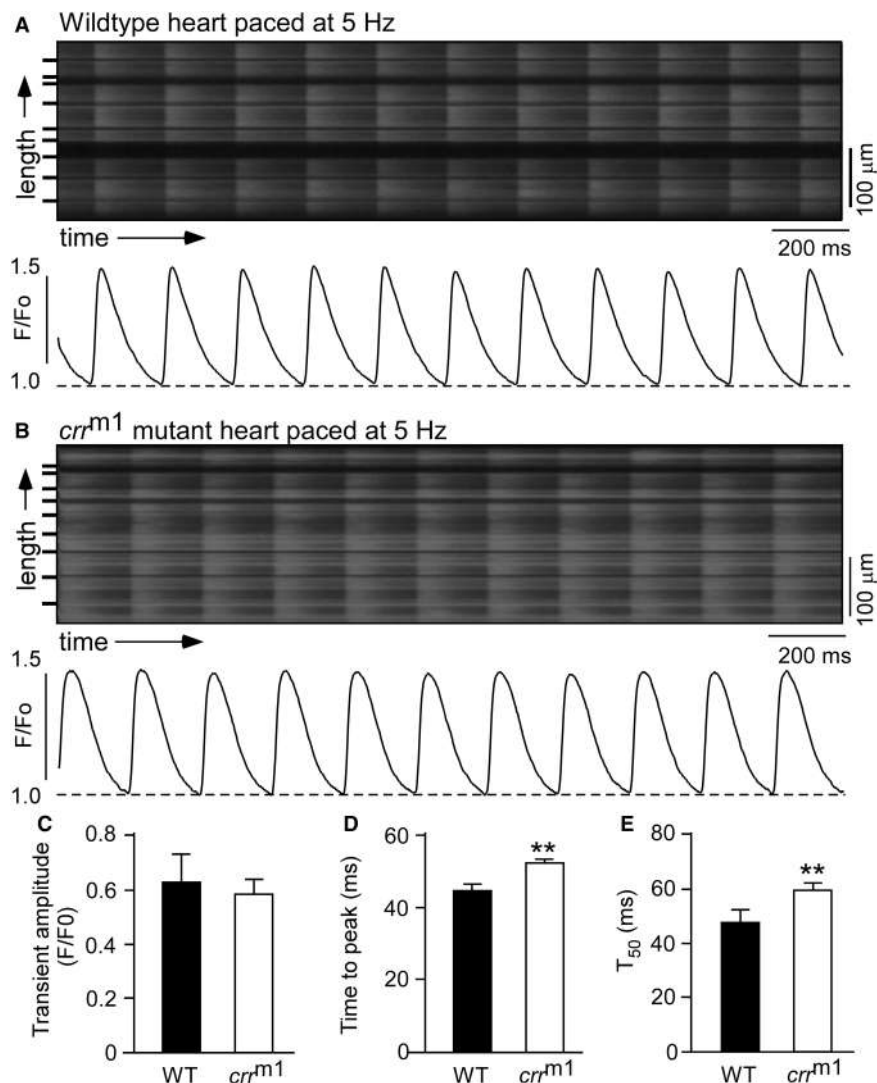 A Wildtype heart paced at 5 Hz
length
100 µm
time
200 ms
1.5
F/Fo
1.0
B crrm1 mutant heart paced at 5 Hz
length
100 µm
time
200 ms
1.5
F/Fo
1.0
C
Transient amplitude
(F/F0)
0.8
0.6
0.4
0.2
0
WT crrm1
D
Time to peak (ms)
60
40
20
0
**
WT crrm1
E
T50 (ms)
80
60
40
20
0
**
WT crrm1